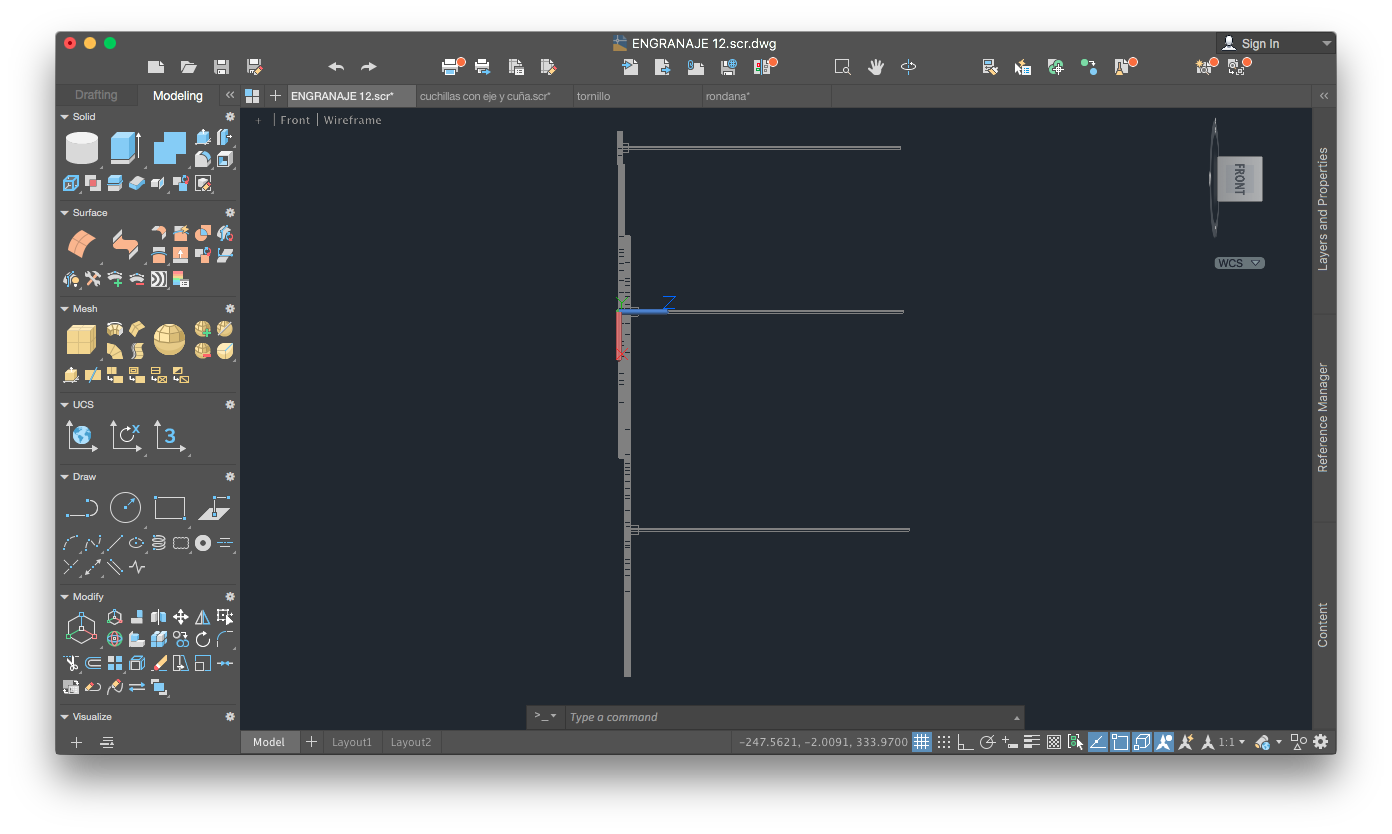 ENGRANAJE 12.scr.dwg
Sign In
Drafting
Modeling
ENGRANAJE 12.scr*
cuchillas con eje y cuña.scr*
tornillo
rondana*
Solid
+ | Front | Wireframe
FRONT
WCS
Layers and Properties
Surface
Mesh
Z
UCS
X
3
Reference Manager
Draw
Modify
Content
Visualize
>_
Type a command
Model
Layout1
Layout2
-247.5621, -2.0091, 333.9700
1:1